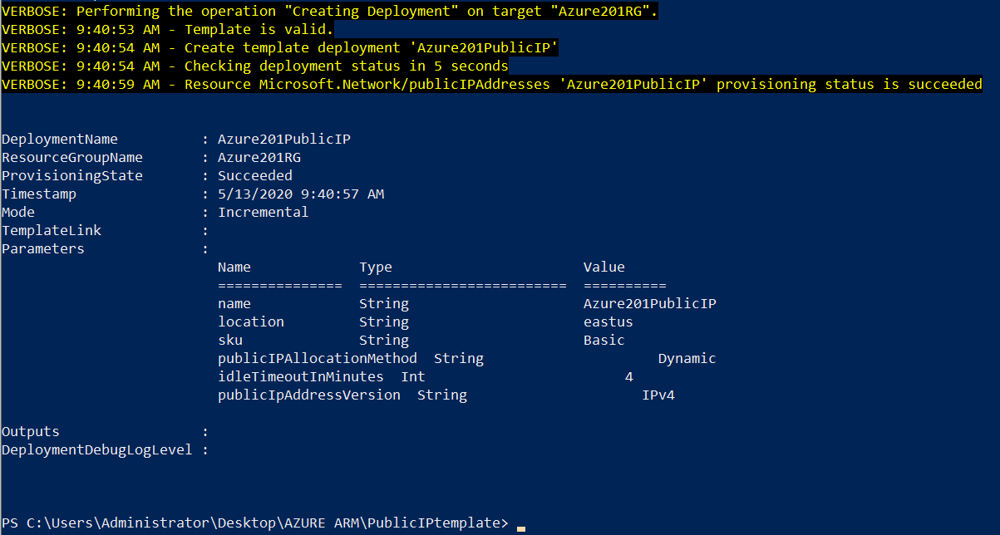 VERBOSE: Performing the operation "Creating Deployment" on target "Azure201RG".
VERBOSE: 9:40:53 AM - Template is valid.
VERBOSE: 9:40:54 AM - Create template deployment 'Azure201PublicIP'
VERBOSE: 9:40:54 AM - Checking deployment status in 5 seconds
VERBOSE: 9:40:59 AM - Resource Microsoft.Network/publicIPAddresses 'Azure201PublicIP' provisioning status is succeeded
DeploymentName          : Azure201PublicIP
ResourceGroupName       : Azure201RG
ProvisioningState       : Succeeded
Timestamp               : 5/13/2020 9:40:57 AM
Mode                    : Incremental
TemplateLink            :
Parameters              :
                          Name             Type                       Value
                          ===============  =========================  ==========
                          name             String                     Azure201PublicIP
                          location         String                     eastus
                          sku              String                     Basic
                          publicIPAllocationMethod  String                     Dynamic
                          idleTimeoutInMinutes  Int                        4
                          publicIpAddressVersion  String                     IPv4
Outputs                 :
DeploymentDebugLogLevel :
PS C:\Users\Administrator\Desktop\AZURE ARM\PublicIPtemplate> _